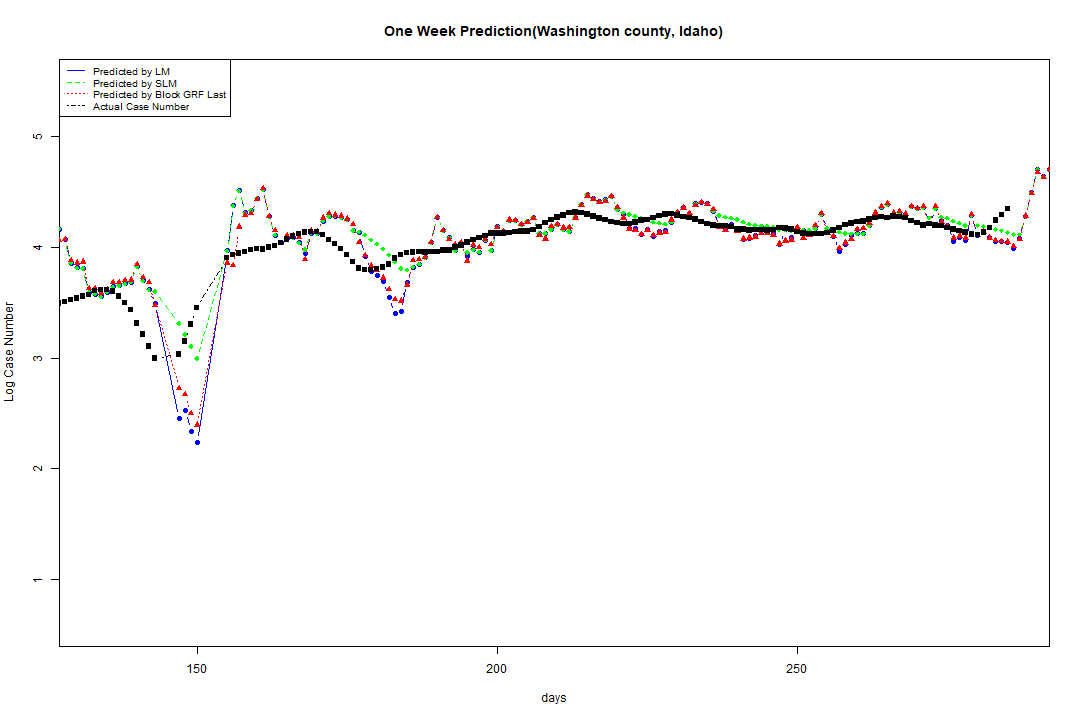 One Week Prediction(Washington county, Idaho)
Predicted by LM
Predicted by SLM
Predicted by Block GRF Last
Actual Case Number
5
4
3
2
1
Log Case Number
150
200
250
days